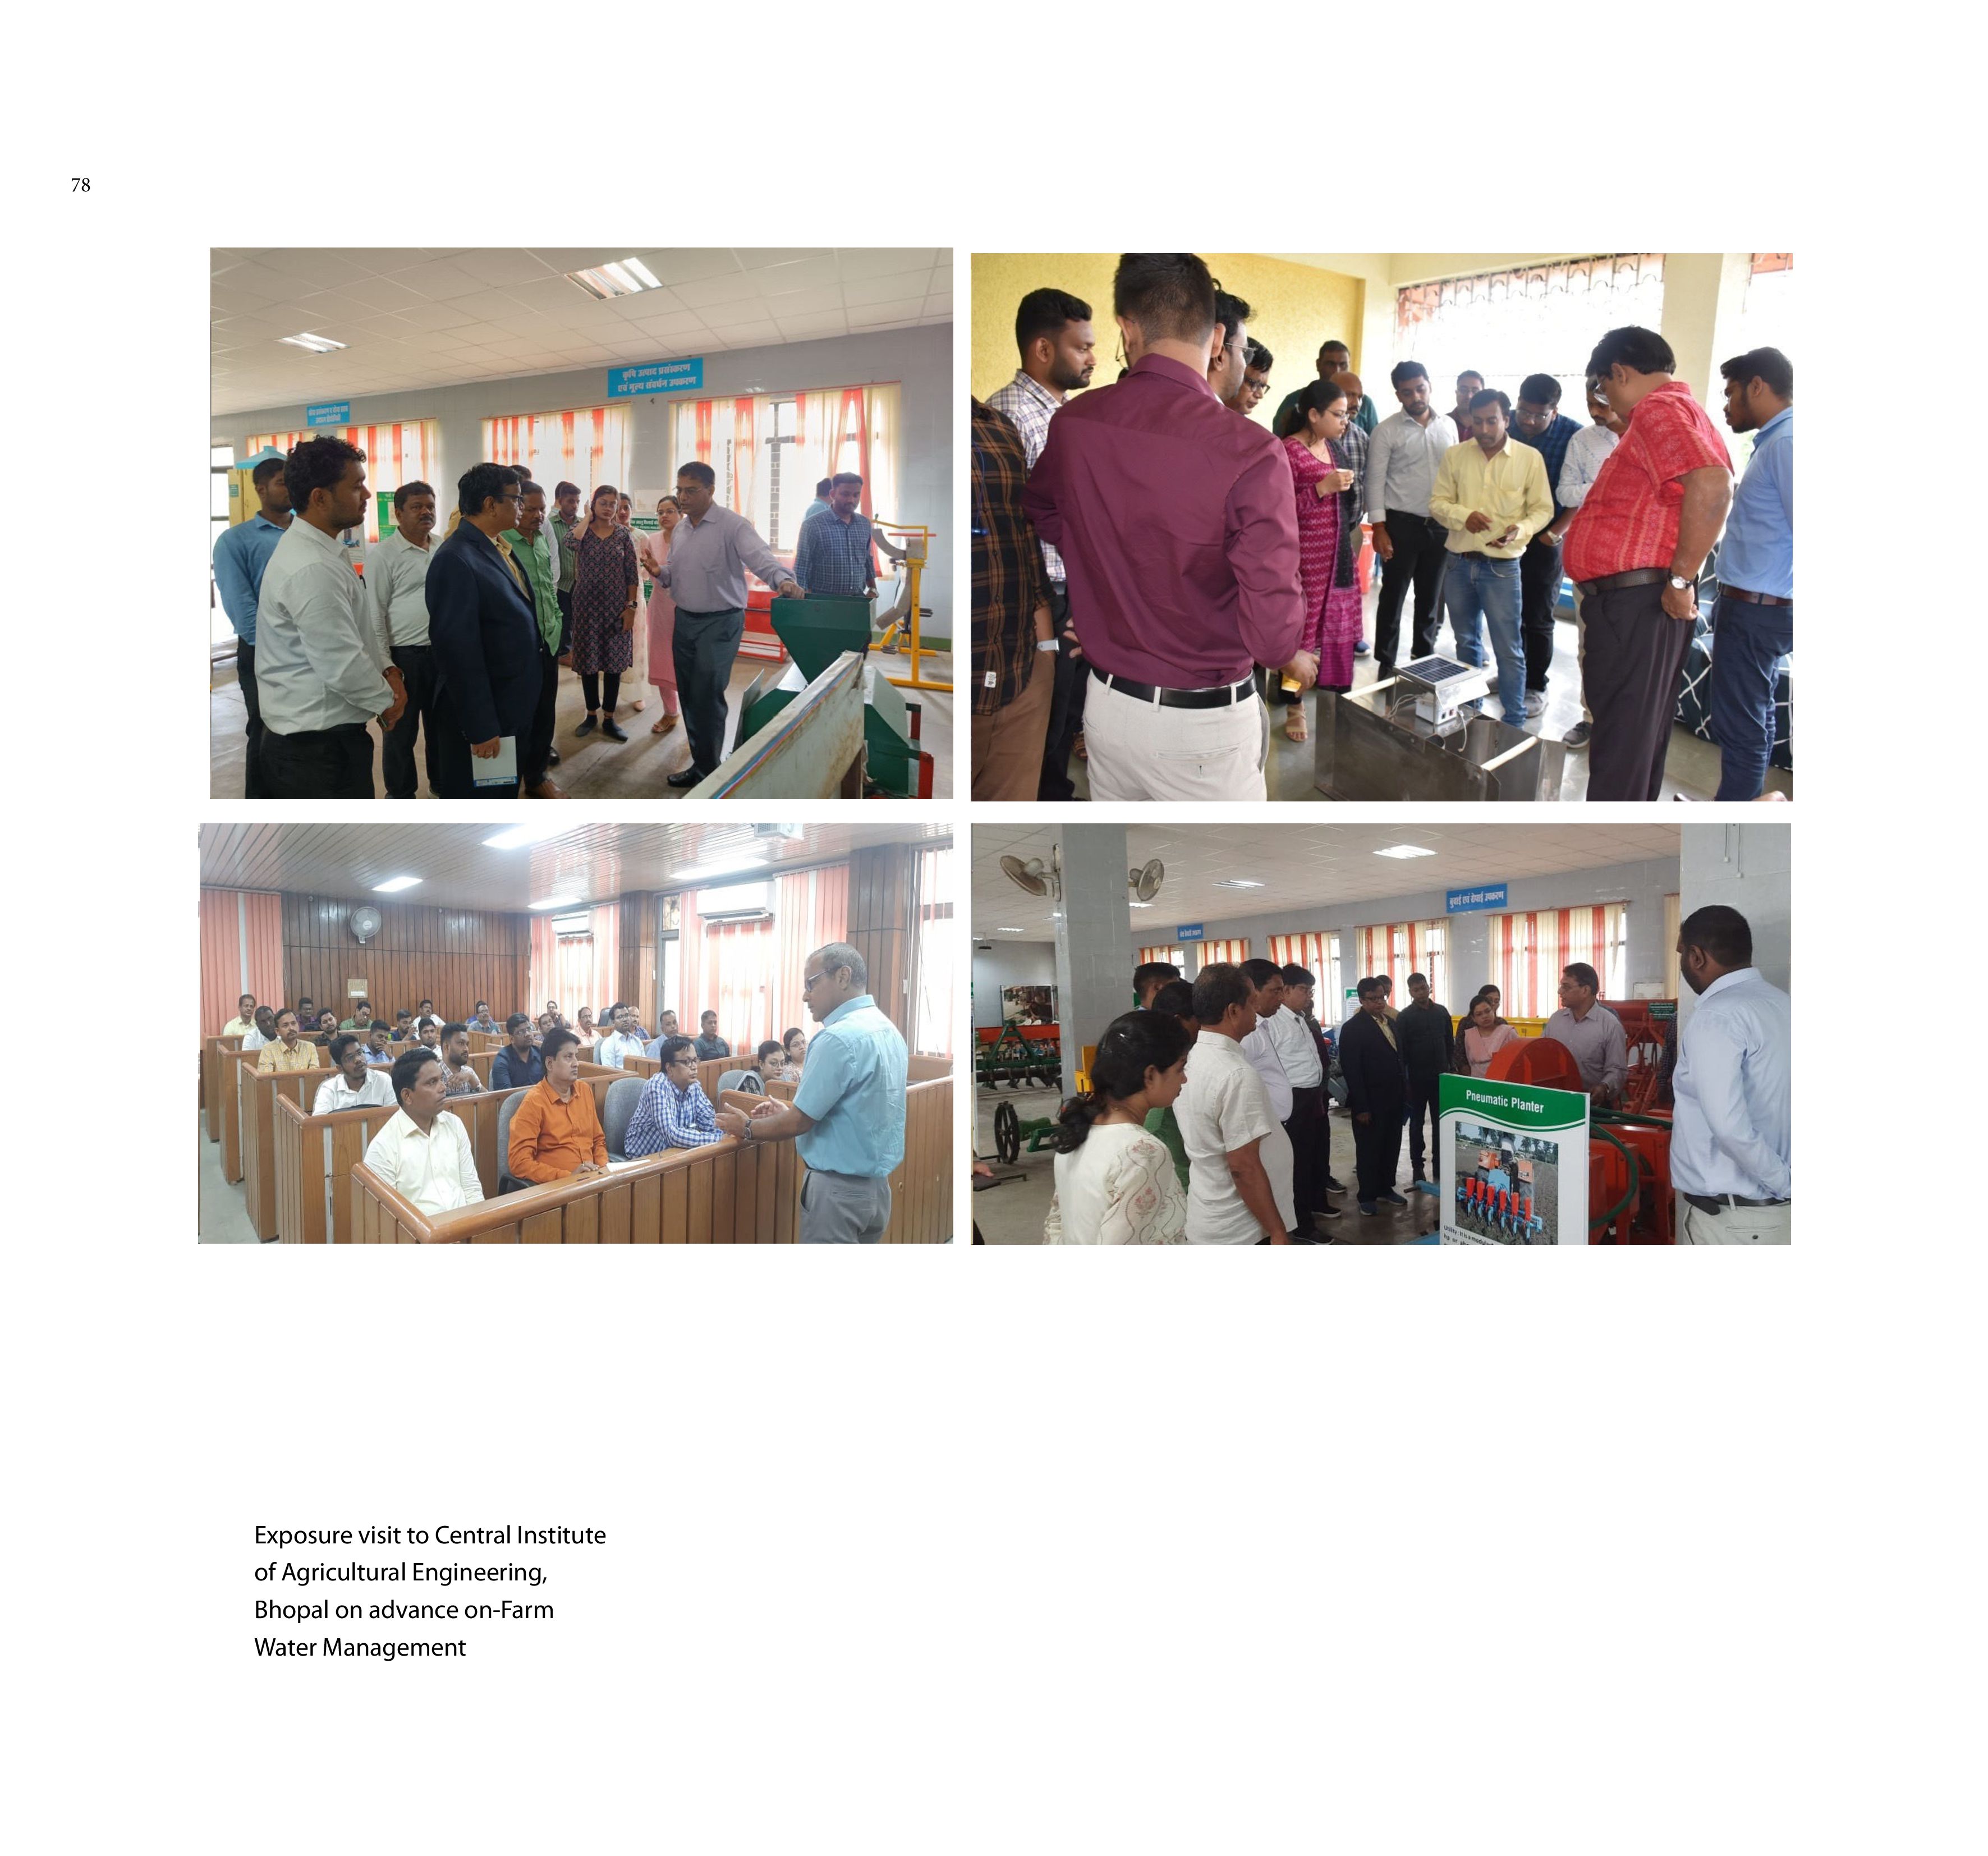 78
कृषि उत्पाद प्रसंस्करण
एवं मूल्य संवर्धन उपकरण
बुवाई एवं रोपाई उपकरण
Pneumatic Planter
Exposure visit to Central Institute
of Agricultural Engineering,
Bhopal on advance on-Farm
Water Management